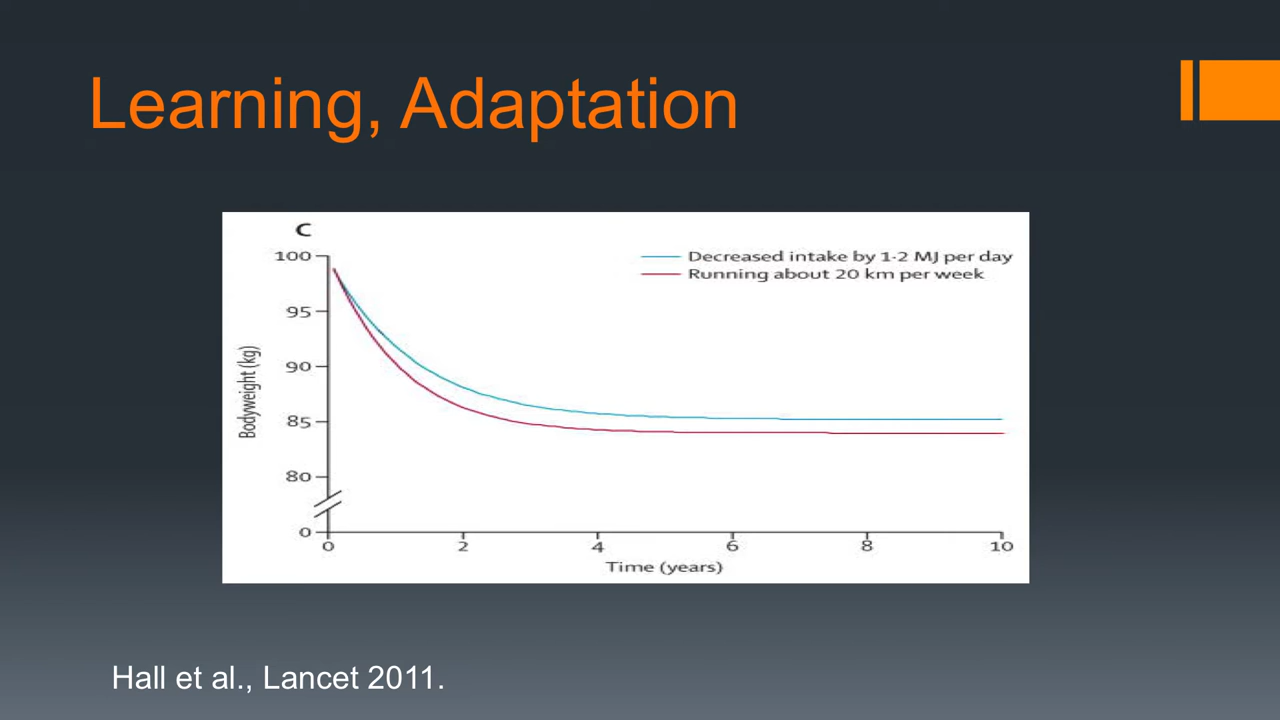 Learning, Adaptation
C
Decreased intake by 1·2 MJ per day
Running about 20 km per week
100
95
90
85
80
0
Bodyweight (kg)
0 2 4 6 8 10
Time (years)
Hall et al., Lancet 2011.